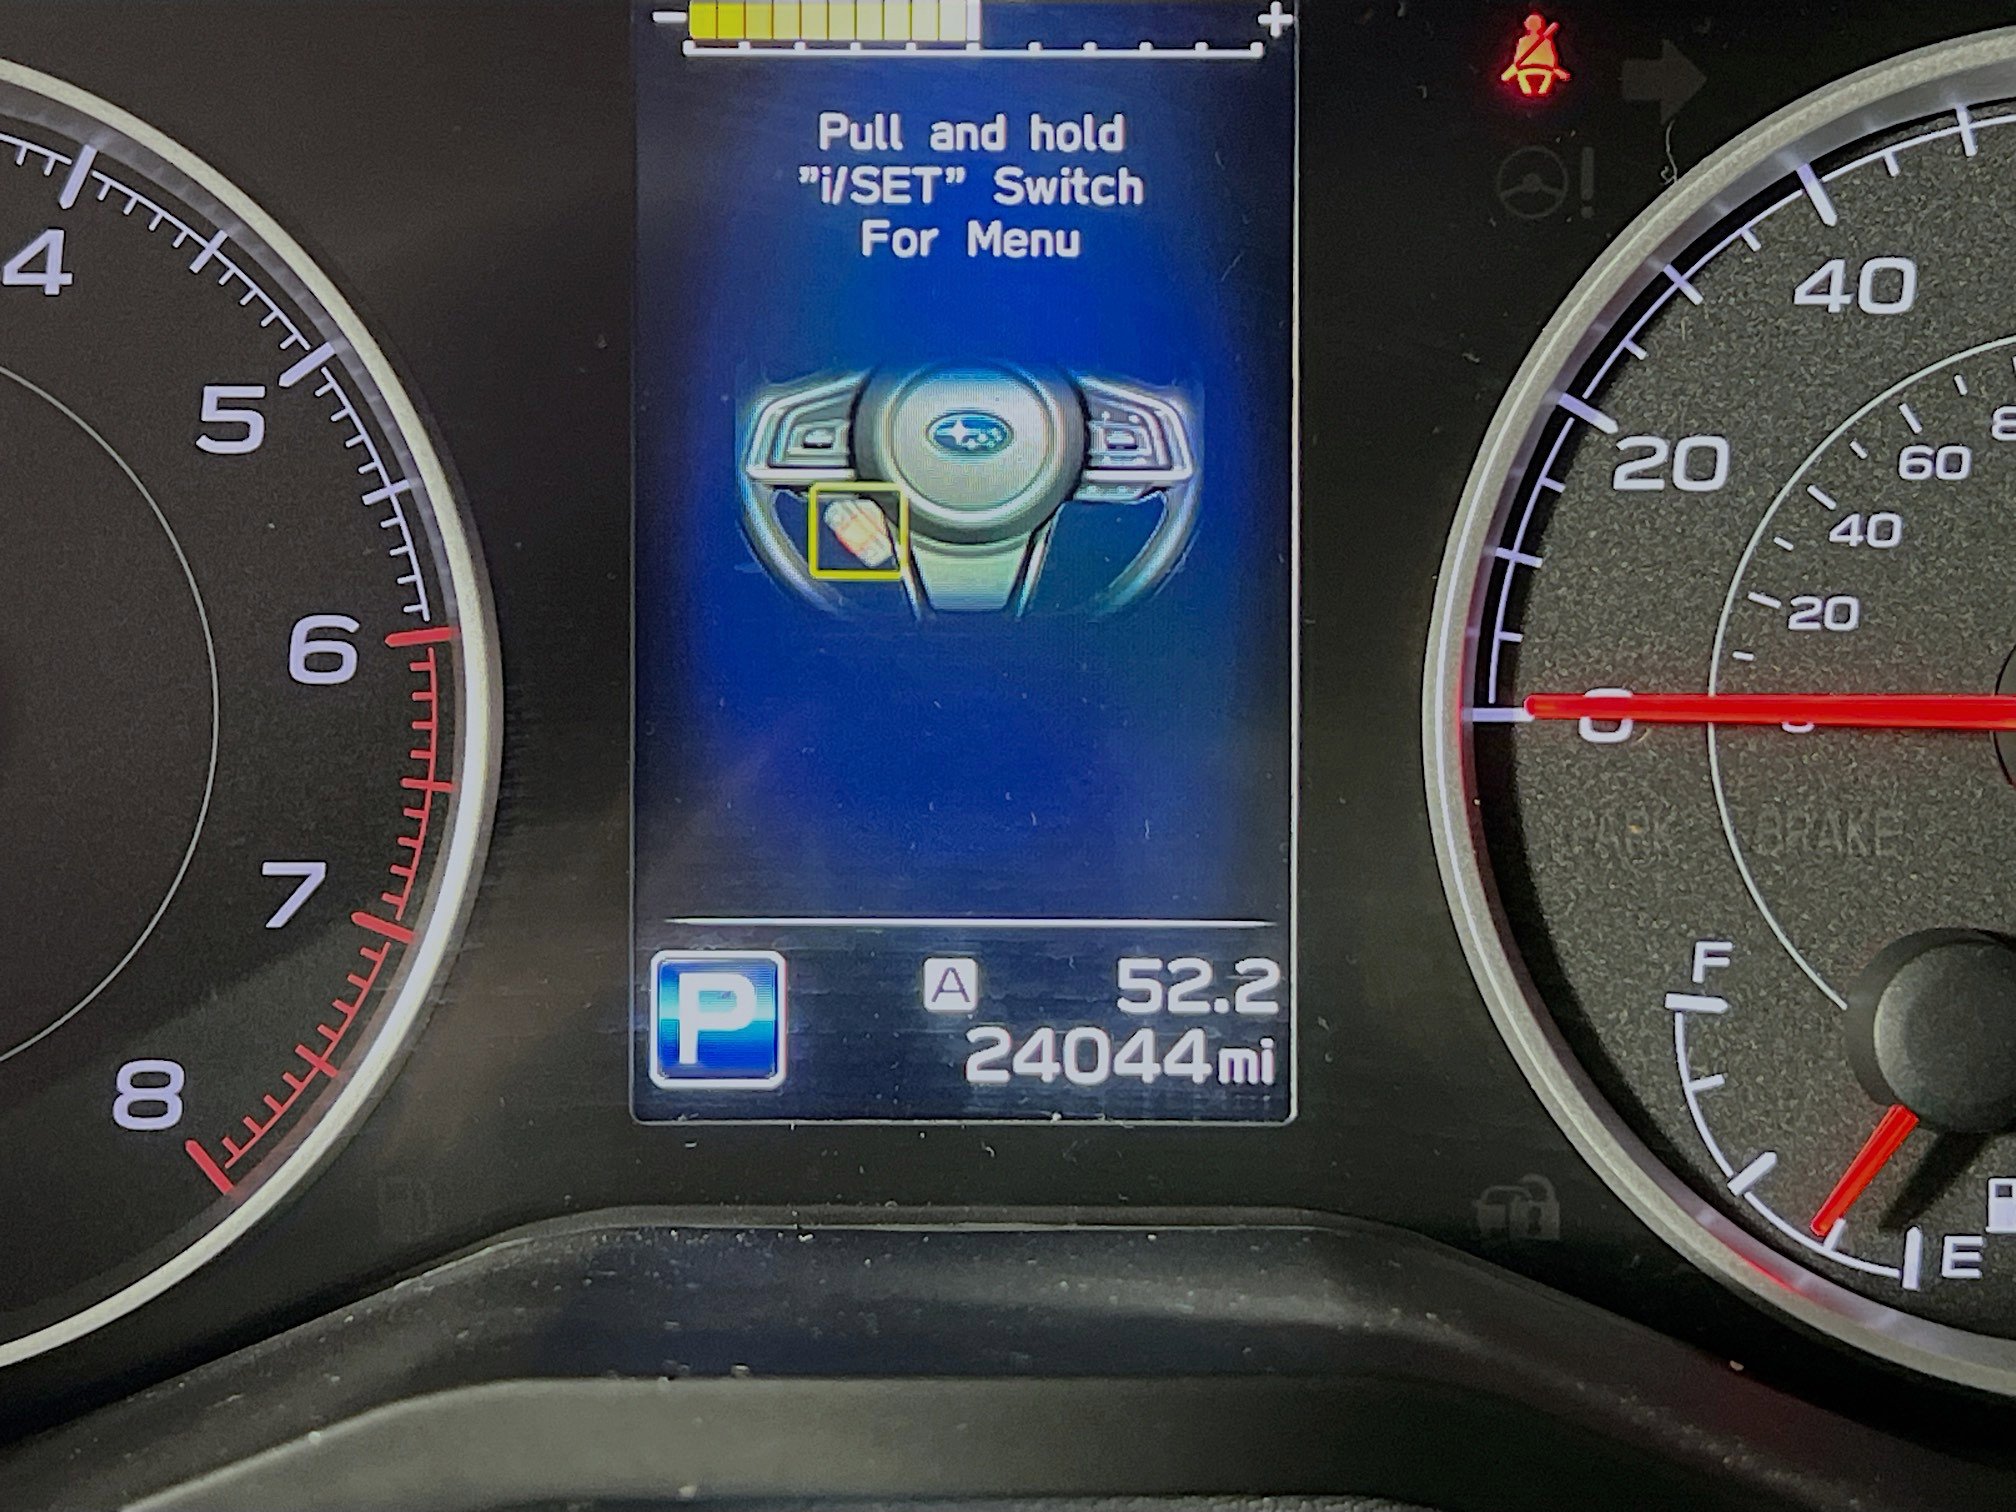 Pull and hold
"i/SET" Switch
For Menu
4
5
6
7
8
40
20
0
60
40
20
P
A
52.2
24044mi
BRAKE
F
E